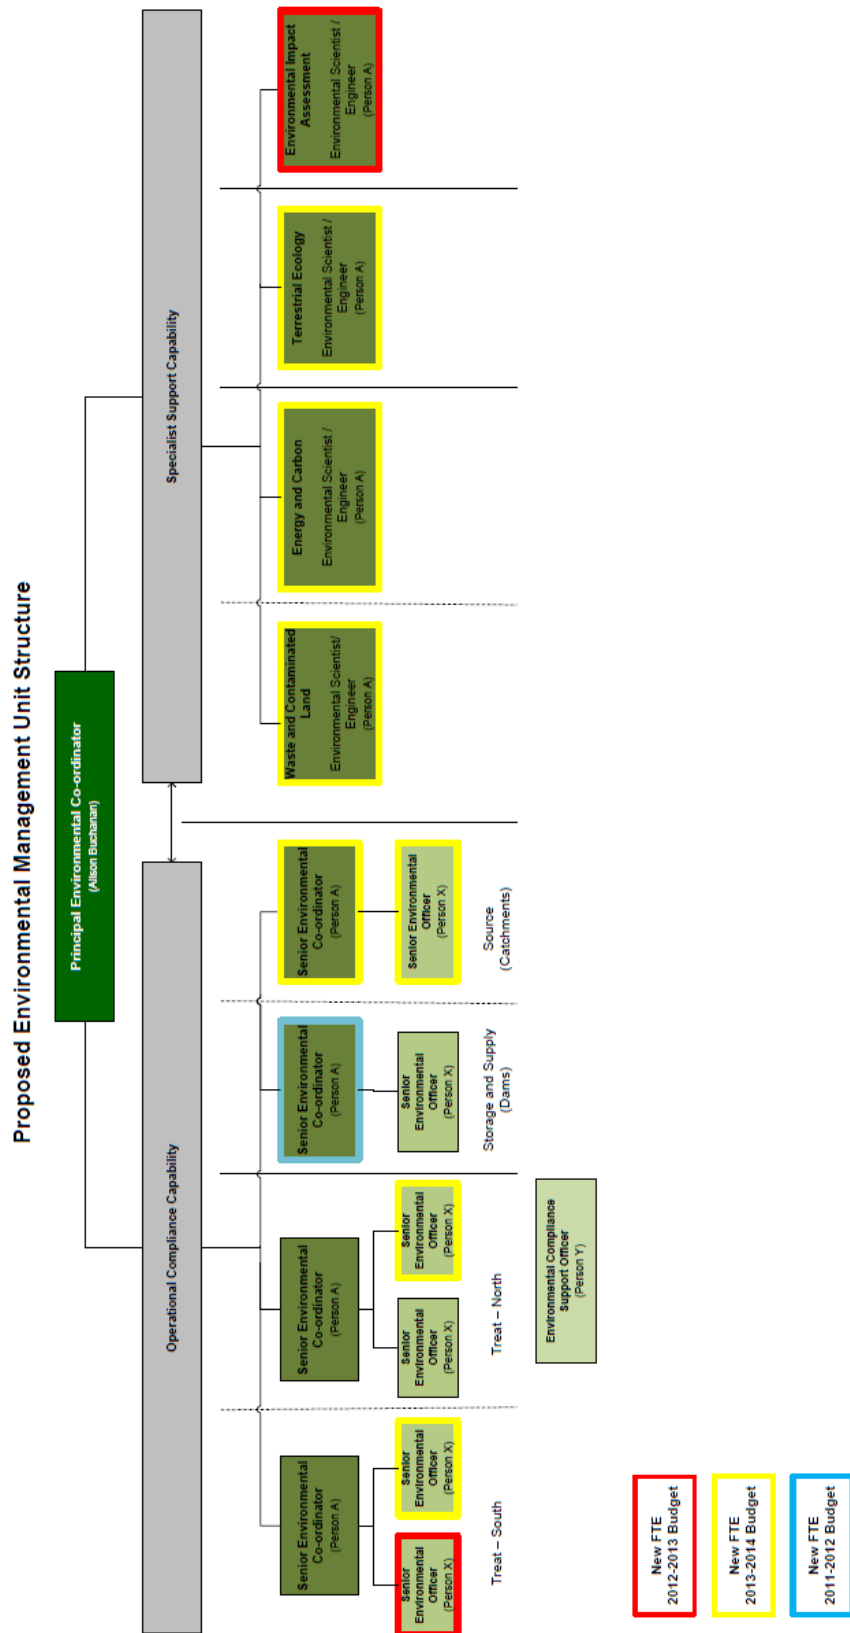 Proposed Environmental Management Unit Structure
Principal Environmental Co-ordinator
(Alison Buchanan)
Operational Compliance Capability
Specialist Support Capability
Senior Environmental
Co-ordinator
(Person A)
Senior Environmental
Co-ordinator
(Person A)
Senior Environmental
Co-ordinator
(Person A)
Senior Environmental
Co-ordinator
(Person A)
Waste and Contaminated
Land
Environmental Scientist/
Engineer
(Person A)
Energy and Carbon
Environmental Scientist /
Engineer
(Person A)
Terrestrial Ecology
Environmental Scientist /
Engineer
(Person A)
Environmental Impact
Assessment
Environmental Scientist /
Engineer
(Person A)
Senior
Environmental
Officer
(Person X)
Senior
Environmental
Officer
(Person X)
Senior
Environmental
Officer
(Person X)
Senior
Environmental
Officer
(Person X)
Senior
Environmental
Officer
(Person X)
Senior Environmental
Officer
(Person X)
Treat – South
Treat – North
Storage and Supply
(Dams)
Source
(Catchments)
Environmental Compliance
Support Officer
(Person Y)
New FTE
2012-2013 Budget
New FTE
2013-2014 Budget
New FTE
2011-2012 Budget